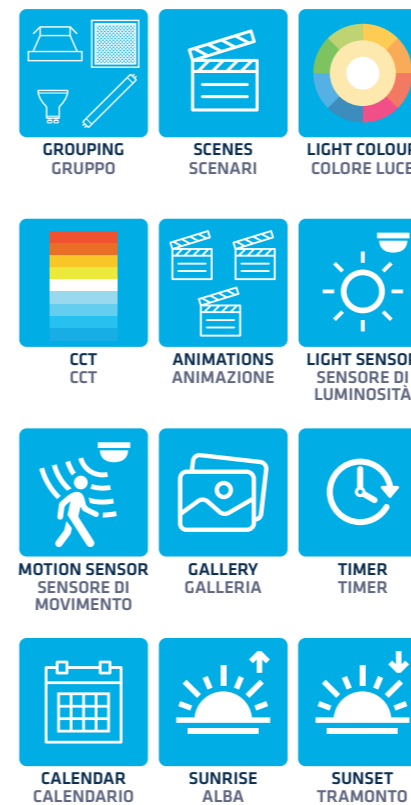 GROUPING
GRUPPO
SCENES
SCENARI
LIGHT COLOUR
COLORE LUCE
CCT
CCT
ANIMATIONS
ANIMAZIONE
LIGHT SENSOR
SENSORE DI
LUMINOSITÀ
MOTION SENSOR
SENSORE DI
MOVIMENTO
GALLERY
GALLERIA
TIMER
TIMER
CALENDAR
CALENDARIO
SUNRISE
ALBA
SUNSET
TRAMONTO